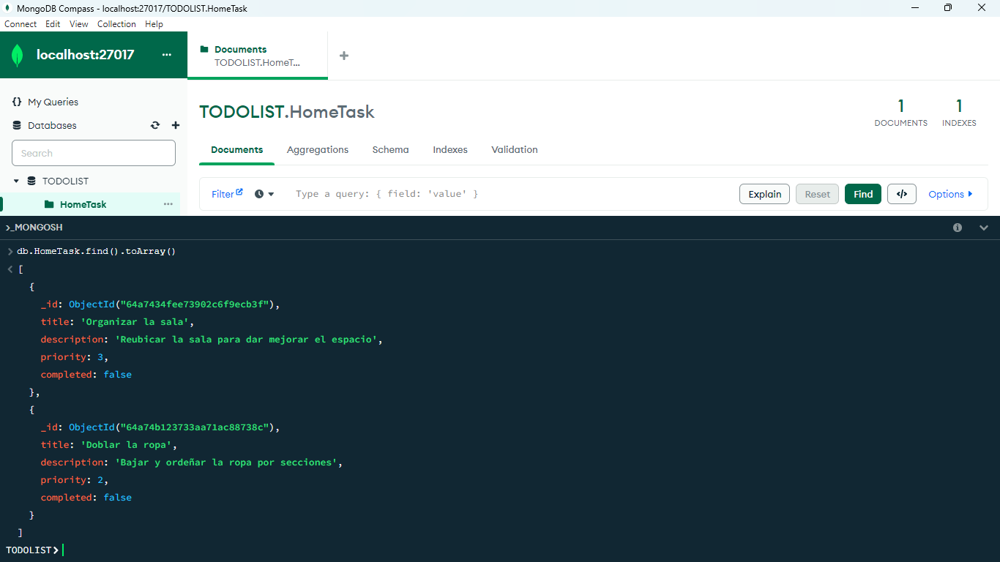 MongoDB Compass - localhost:27017/TODOLIST.HomeTask
Connect Edit View Collection Help
localhost:27017
...
Documents
TODOLIST.HomeT...
+
{} My Queries
Databases
Search
TODOLIST
HomeTask
...
TODOLIST.HomeTask
1
DOCUMENTS
1
INDEXES
Documents Aggregations Schema Indexes Validation
Filter
Type a query: { field: 'value' }
Explain Reset Find </> Options
>_MONGOSH
> db.HomeTask.find().toArray()
< [
{
_id: ObjectId("64a7434fee73902c6f9ecb3f"),
title: 'Organizar la sala',
description: 'Reubicar la sala para dar mejorar el espacio',
priority: 3,
completed: false
},
{
_id: ObjectId("64a74b123733aa71ac88738c"),
title: 'Doblar la ropa',
description: 'Bajar y ordeñar la ropa por secciones',
priority: 2,
completed: false
}
]
TODOLIST>